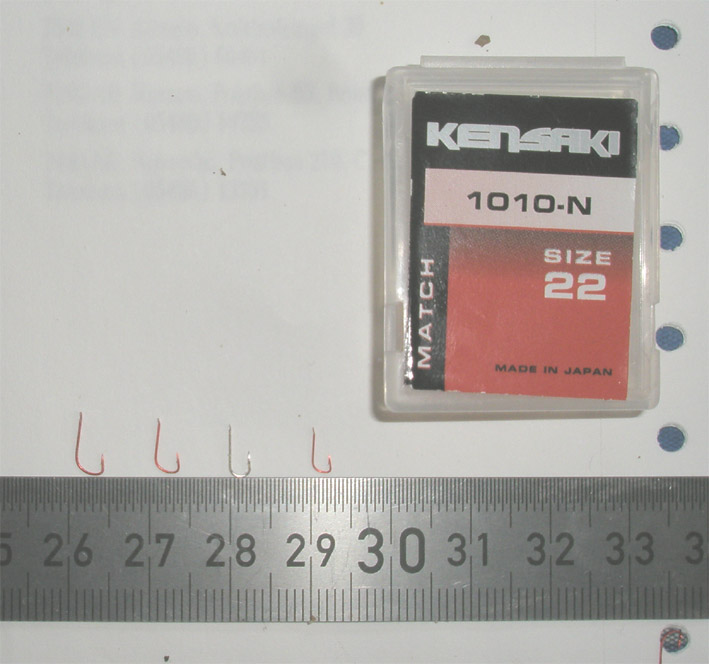 KENSAKI
1010-N
SIZE
22
MATCH
MADE IN JAPAN
26 27 28 29 30 31 32 33